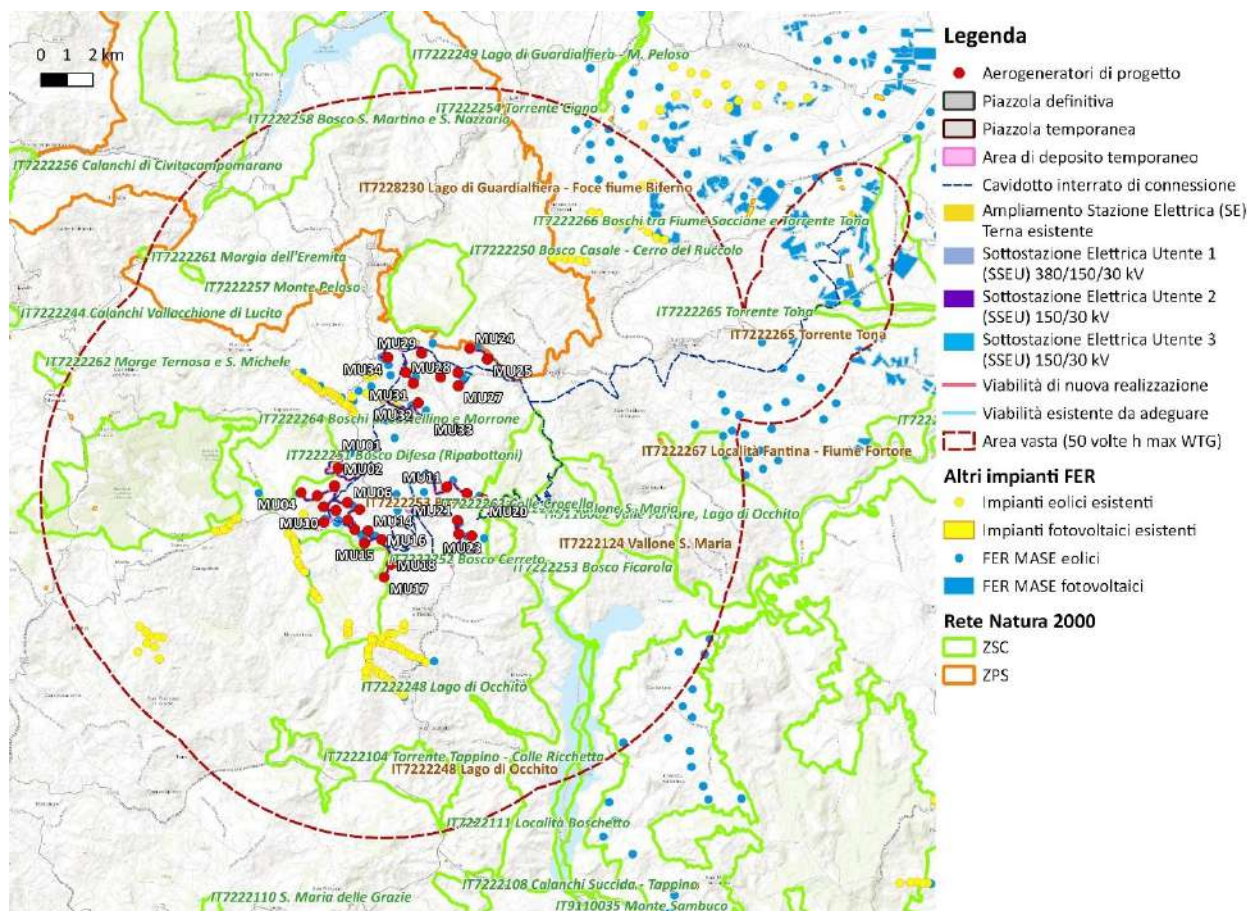 0 1 2 km
IT7222249 Lago di Guardialfiera - M. Peloso
IT7222254 Torrente Cigno
IT7222258 Bosco S. Martino e S. Nazzario
IT7222256 Calanchi di Civitacampomarano
IT7228230 Lago di Guardialfiera - Foce fiume Biferno
IT7222266 Boschi tra Fiume Saccione e Torrente Tona
IT7222250 Bosco Casale - Cerro del Ruccolo
IT7222261 Morgia dell'Eremita
IT7222257 Monte Peloso
IT7222244 Calanchi Vallacchione di Lucito
IT7222265 Torrente Tona
IT7222265 Torrente Tona
IT7222262 Morge Ternosa e S. Michele
MU29
MU24
MU34
MU28
MU25
MU31
MU27
MU32
MU33
IT7222264 Boschi di Castellino e Morrone
MU01
IT7222251 Bosco Difesa (Ripabottoni)
IT7222267 Località Fantina - Fiume Fortore
MU02
MU11
MU04
MU06
MU21
MU20
MU10
MU14
MU16
MU23
MU15
IT7222124 Vallone S. Maria
IT7222252 Bosco Cerreto
MU18
IT7222253 Bosco Ficarola
MU17
IT7222248 Lago di Occhito
IT7222104 Torrente Tappino - Colle Ricchetta
IT7222248 Lago di Occhito
IT7222111 Località Boschetto
IT7222108 Calanchi Succida - Tappino
IT7222110 S. Maria delle Grazie
IT9110035 Monte Sambuco
Legenda
Aerogeneratori di progetto
Piazzola definitiva
Piazzola temporanea
Area di deposito temporaneo
Cavidotto interrato di connessione
Ampliamento Stazione Elettrica (SE)
Terna esistente
Sottostazione Elettrica Utente 1
(SSEU) 380/150/30 kV
Sottostazione Elettrica Utente 2
(SSEU) 150/30 kV
Sottostazione Elettrica Utente 3
(SSEU) 150/30 kV
Viabilità di nuova realizzazione
Viabilità esistente da adeguare
Area vasta (50 volte h max WTG)
Altri impianti FER
Impianti eolici esistenti
Impianti fotovoltaici esistenti
FER MASE eolici
FER MASE fotovoltaici
Rete Natura 2000
ZSC
ZPS